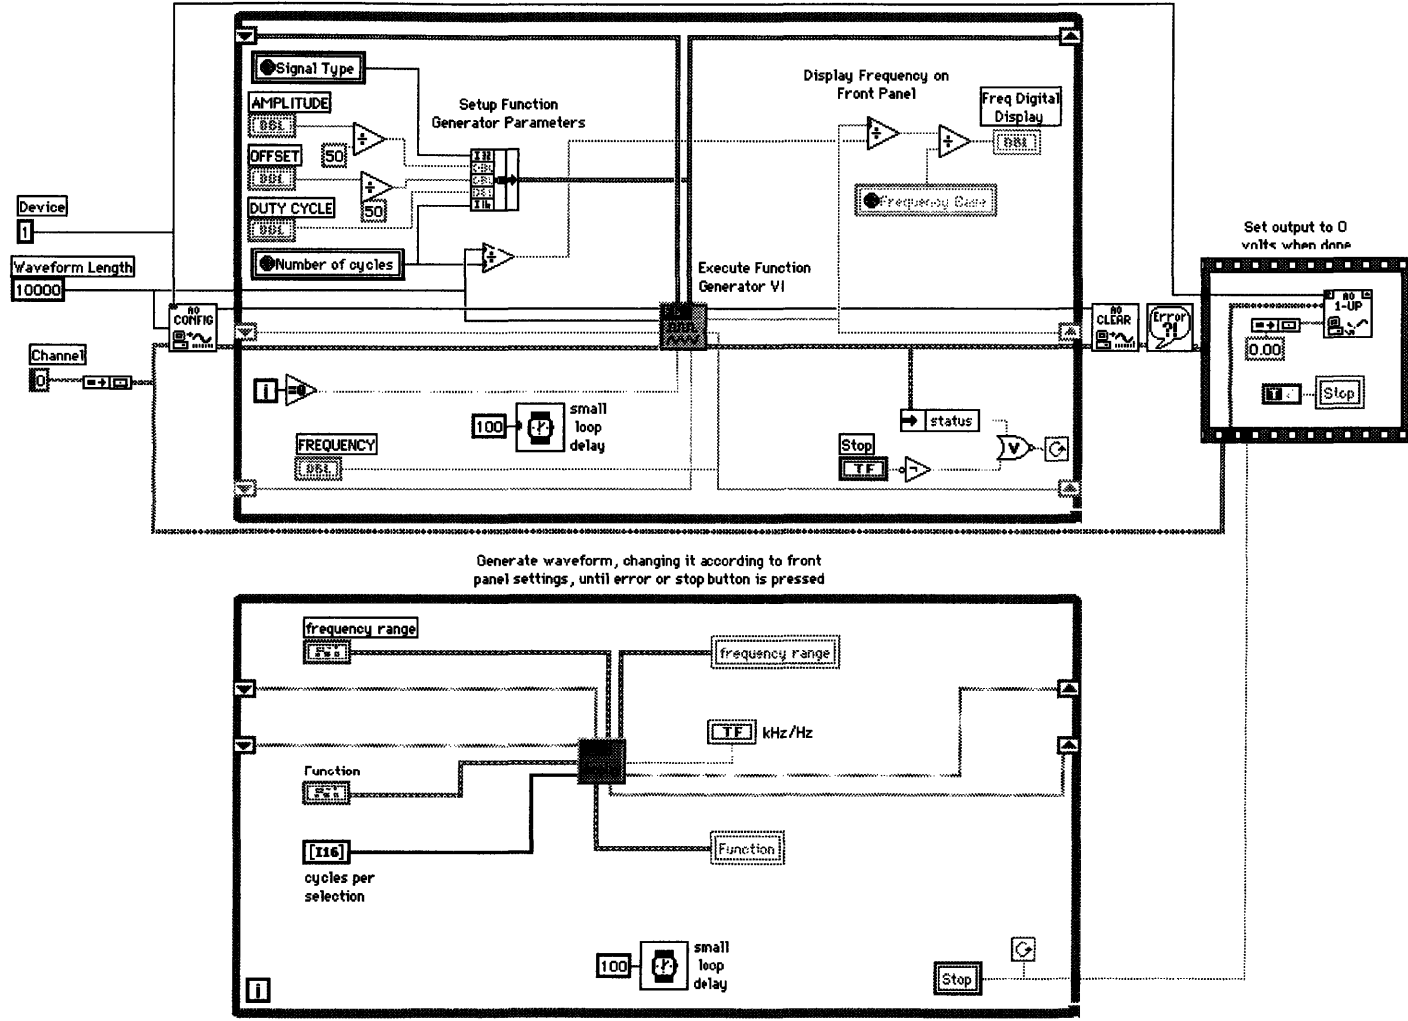 Signal Type
AMPLITUDE
DBL
50
OFFSET
DBL
50
DUTY CYCLE
DBL
Number of cycles
Setup Function
Generator Parameters
I32
I16
Display Frequency on
Front Panel
Freq Digital
Display
DBL
Frequency Base
Device
1
Waveform Length
10000
Channel
0
AO
CONFIG
Execute Function
Generator VI
AO
CLEAR
Error
?!
Set output to 0
volts when done
AO
1-UP
0.00
T
Stop
i
=0
100
small
loop
delay
FREQUENCY
DBL
status
Stop
TF
V
Generate waveform, changing it according to front
panel settings, until error or stop button is pressed
frequency range
frequency range
TF
kHz/Hz
Function
Function
[I16]
cycles per
selection
100
small
loop
delay
Stop
i